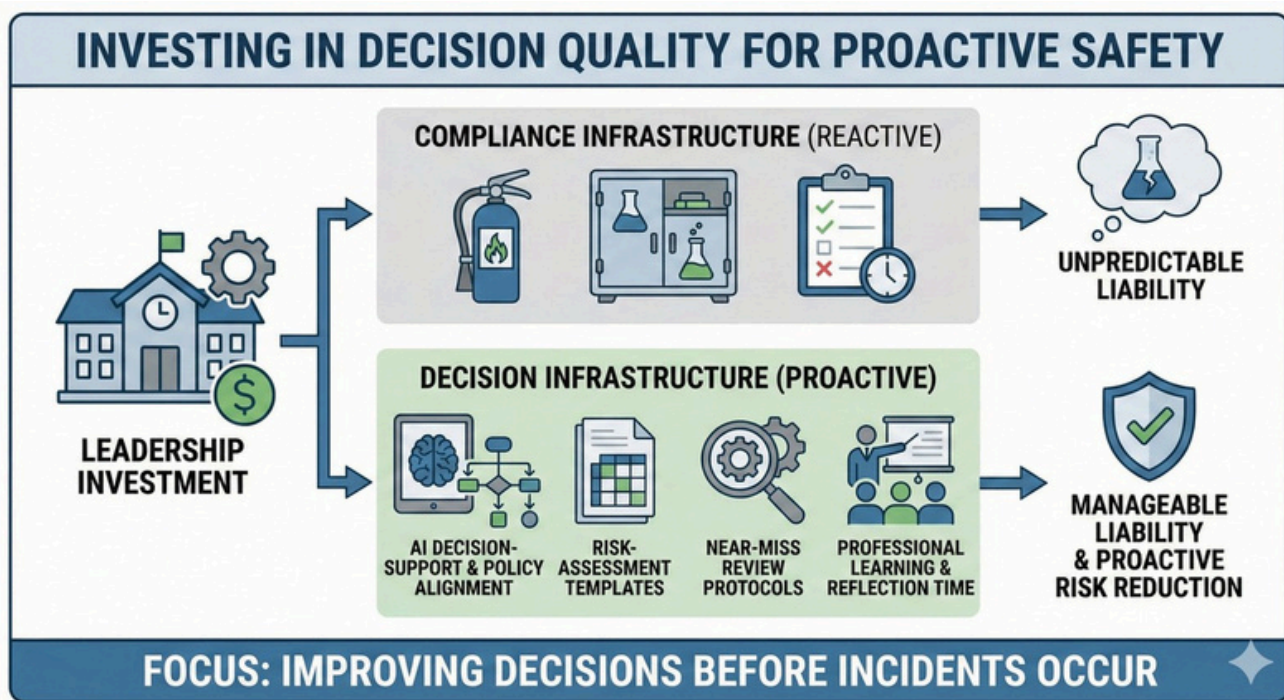 INVESTING IN DECISION QUALITY FOR PROACTIVE SAFETY
LEADERSHIP
INVESTMENT
$
COMPLIANCE INFRASTRUCTURE (REACTIVE)
UNPREDICTABLE
LIABILITY
DECISION INFRASTRUCTURE (PROACTIVE)
AI DECISION-
SUPPORT & POLICY
ALIGNMENT
RISK-
ASSESSMENT
TEMPLATES
NEAR-MISS
REVIEW
PROTOCOLS
PROFESSIONAL
LEARNING &
REFLECTION TIME
MANAGEABLE
LIABILITY
& PROACTIVE
RISK REDUCTION
FOCUS: IMPROVING DECISIONS BEFORE INCIDENTS OCCUR